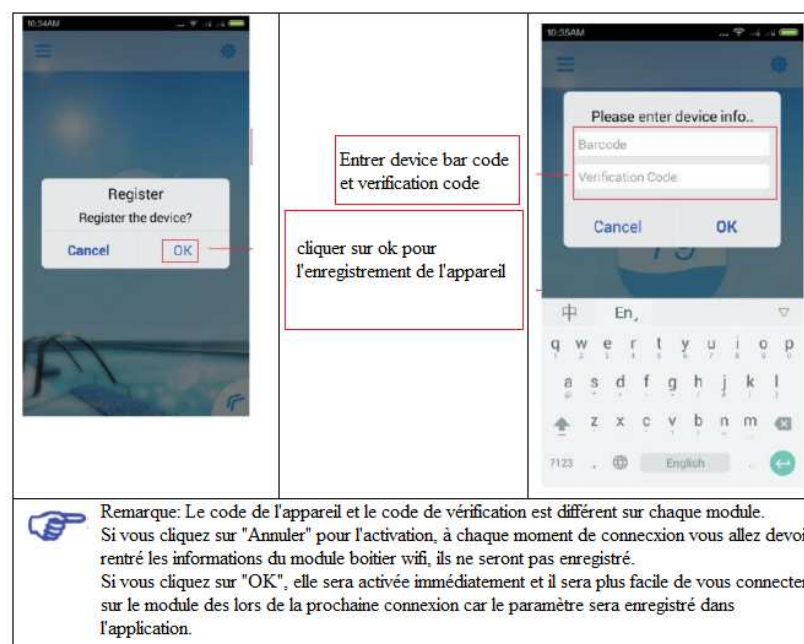 10:34AM
Register
Register the device?
Cancel OK
Entrer device bar code
et verification code
cliquer sur ok pour
l'enregistrement de l'appareil
10:35AM
Please enter device info..
Barcode
Verification Code
Cancel OK
中 En,
q w e r t y u i o p
a s d f g h j k l
z x c v b n m
?123 , English .
Remarque: Le code de l'appareil et le code de vérification est différent sur chaque module.
Si vous cliquez sur "Annuler" pour l'activation, à chaque moment de connecxion vous allez devoi
rentré les informations du module boitier wifi, ils ne seront pas enregistré.
Si vous cliquez sur "OK", elle sera activée immédiatement et il sera plus facile de vous connecter
sur le module des lors de la prochaine connexion car le paramètre sera enregistré dans
l'application.